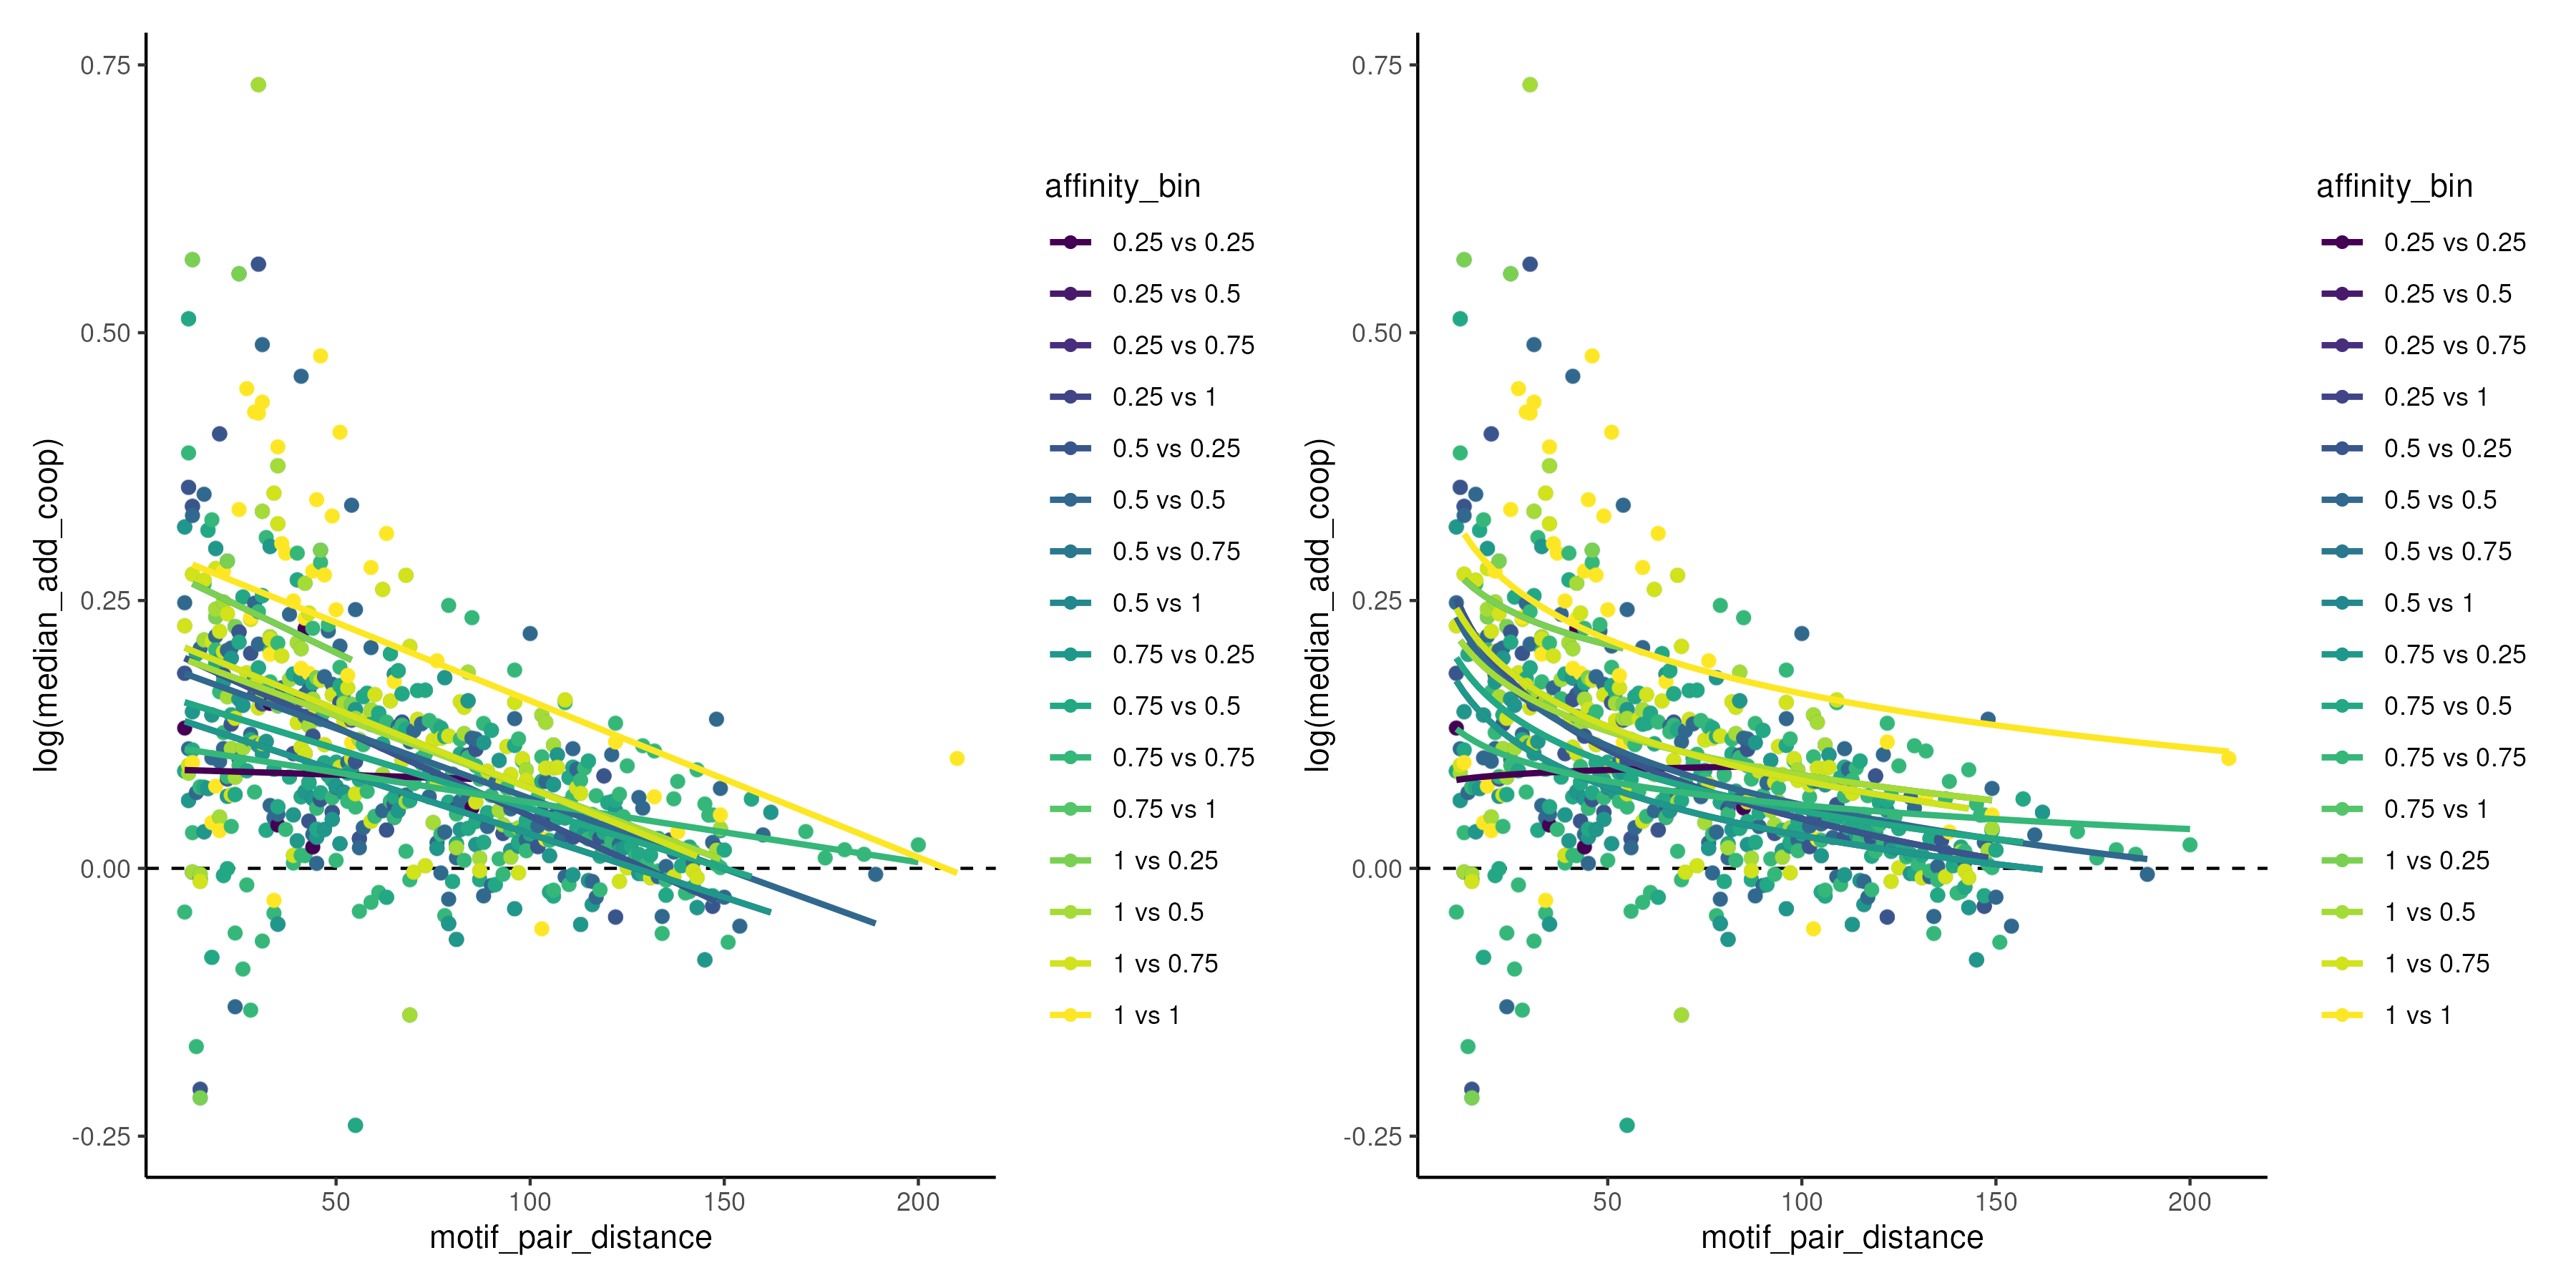 log(median_add_coop)
0.75
0.50
0.25
0.00
-0.25
50
100
150
200
motif_pair_distance
affinity_bin
0.25 vs 0.25
0.25 vs 0.5
0.25 vs 0.75
0.25 vs 1
0.5 vs 0.25
0.5 vs 0.5
0.5 vs 0.75
0.5 vs 1
0.75 vs 0.25
0.75 vs 0.5
0.75 vs 0.75
0.75 vs 1
1 vs 0.25
1 vs 0.5
1 vs 0.75
1 vs 1
log(median_add_coop)
0.75
0.50
0.25
0.00
-0.25
50
100
150
200
motif_pair_distance
affinity_bin
0.25 vs 0.25
0.25 vs 0.5
0.25 vs 0.75
0.25 vs 1
0.5 vs 0.25
0.5 vs 0.5
0.5 vs 0.75
0.5 vs 1
0.75 vs 0.25
0.75 vs 0.5
0.75 vs 0.75
0.75 vs 1
1 vs 0.25
1 vs 0.5
1 vs 0.75
1 vs 1